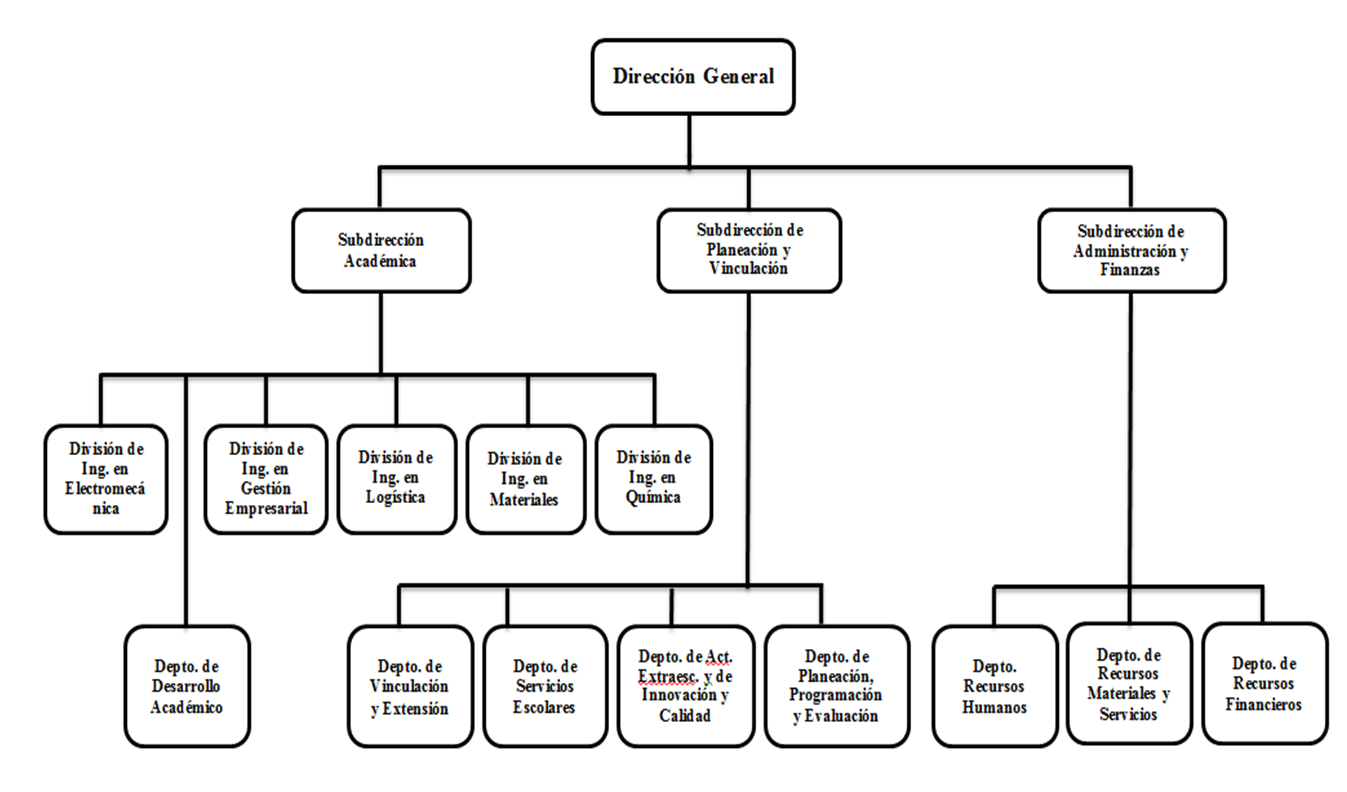 Dirección General
Subdirección
Académica
Subdirección de
Planeación y
Vinculación
Subdirección de
Administración y
Finanzas
División de
Ing. en
Electromecá
nica
División de
Ing. en
Gestión
Empresarial
División de
Ing. en
Logística
División de
Ing. en
Materiales
División de
Ing. en
Química
Depto. de
Desarrollo
Académico
Depto. de
Vinculación
y Extensión
Depto. de
Servicios
Escolares
Depto. de Act.
Extraesc. y de
Innovación y
Calidad
Depto. de
Planeación,
Programación
y Evaluación
Depto.
Recursos
Humanos
Depto. de
Recursos
Materiales y
Servicios
Depto. de
Recursos
Financieros